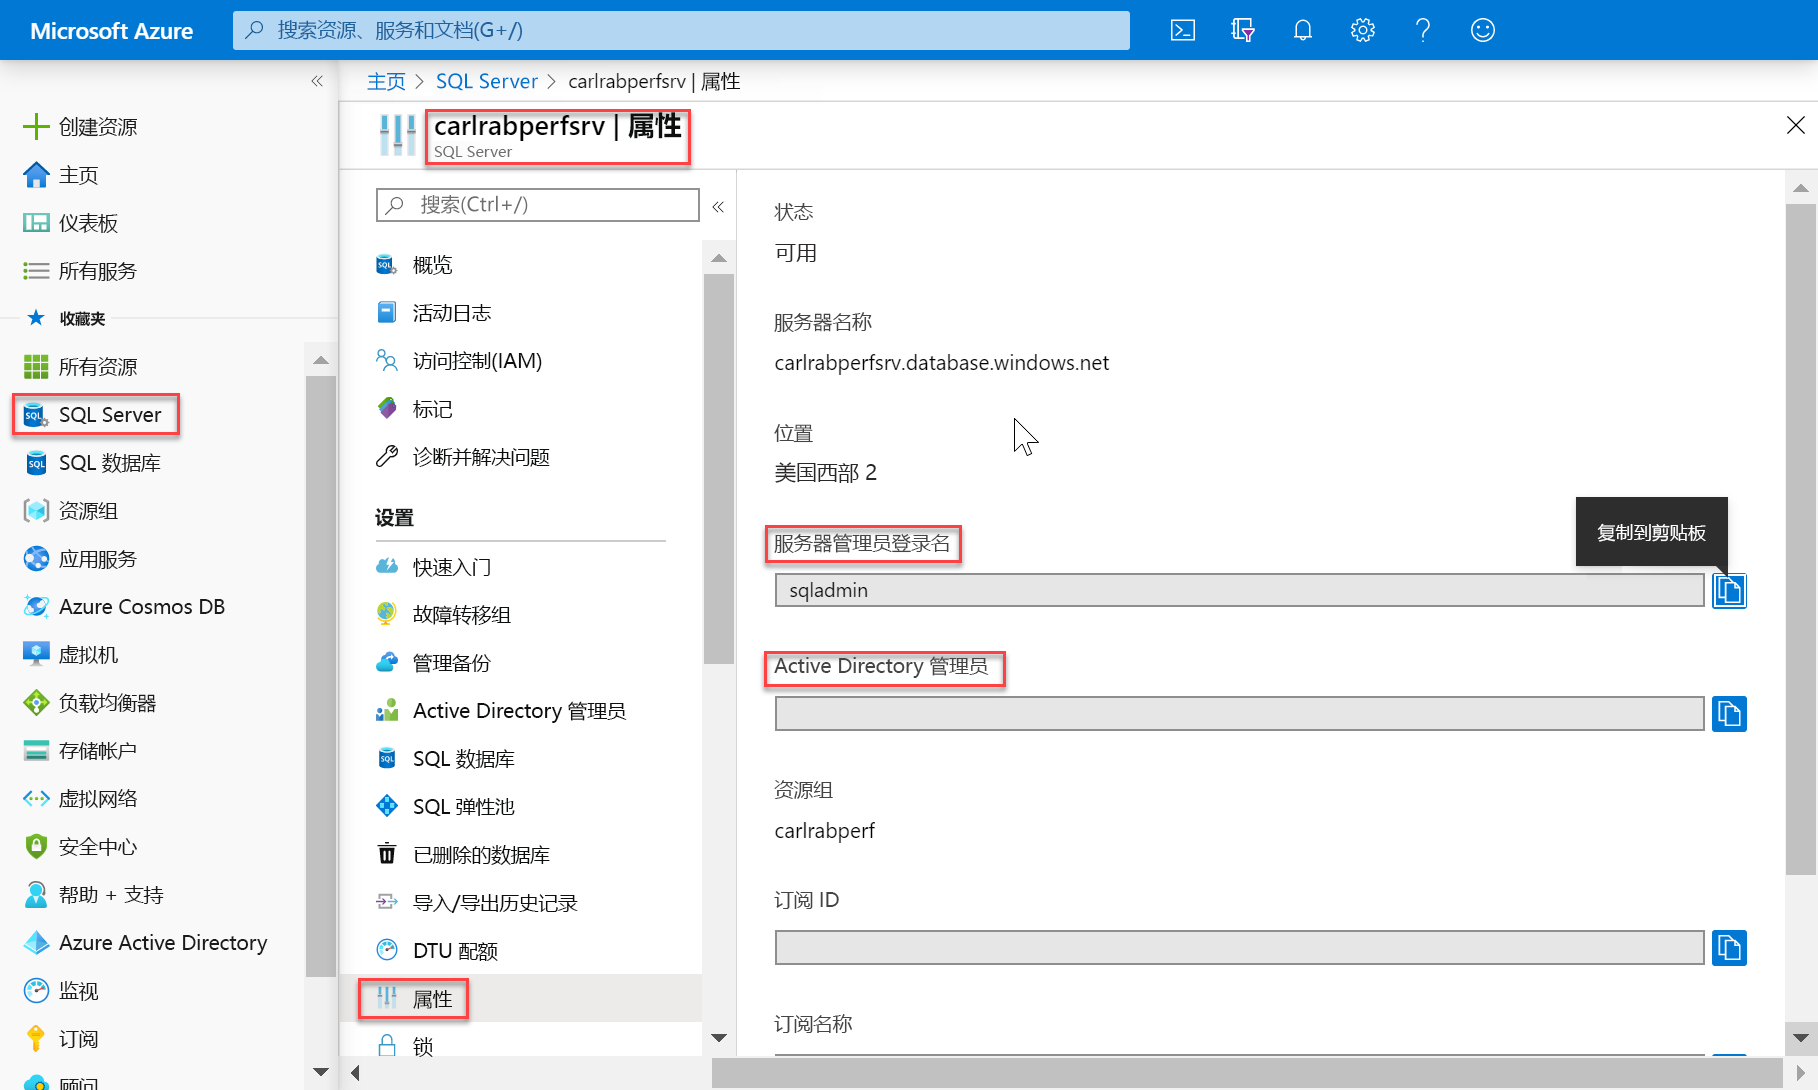 Microsoft Azure
搜索资源、服务和文档(G+/)
主页 > SQL Server > carlrabperfsrv | 属性
carlrabperfsrv | 属性
SQL Server
创建资源
主页
仪表板
所有服务
收藏夹
所有资源
SQL Server
SQL 数据库
资源组
应用服务
Azure Cosmos DB
虚拟机
负载均衡器
存储帐户
虚拟网络
安全中心
帮助 + 支持
Azure Active Directory
监视
订阅
顾问
搜索(Ctrl+/)
概览
活动日志
访问控制(IAM)
标记
诊断并解决问题
设置
快速入门
故障转移组
管理备份
Active Directory 管理员
SQL 数据库
SQL 弹性池
已删除的数据库
导入/导出历史记录
DTU 配额
属性
锁
状态
可用
服务器名称
carlrabperfsrv.database.windows.net
位置
美国西部 2
服务器管理员登录名
复制到剪贴板
sqladmin
Active Directory 管理员
资源组
carlrabperf
订阅 ID
订阅名称